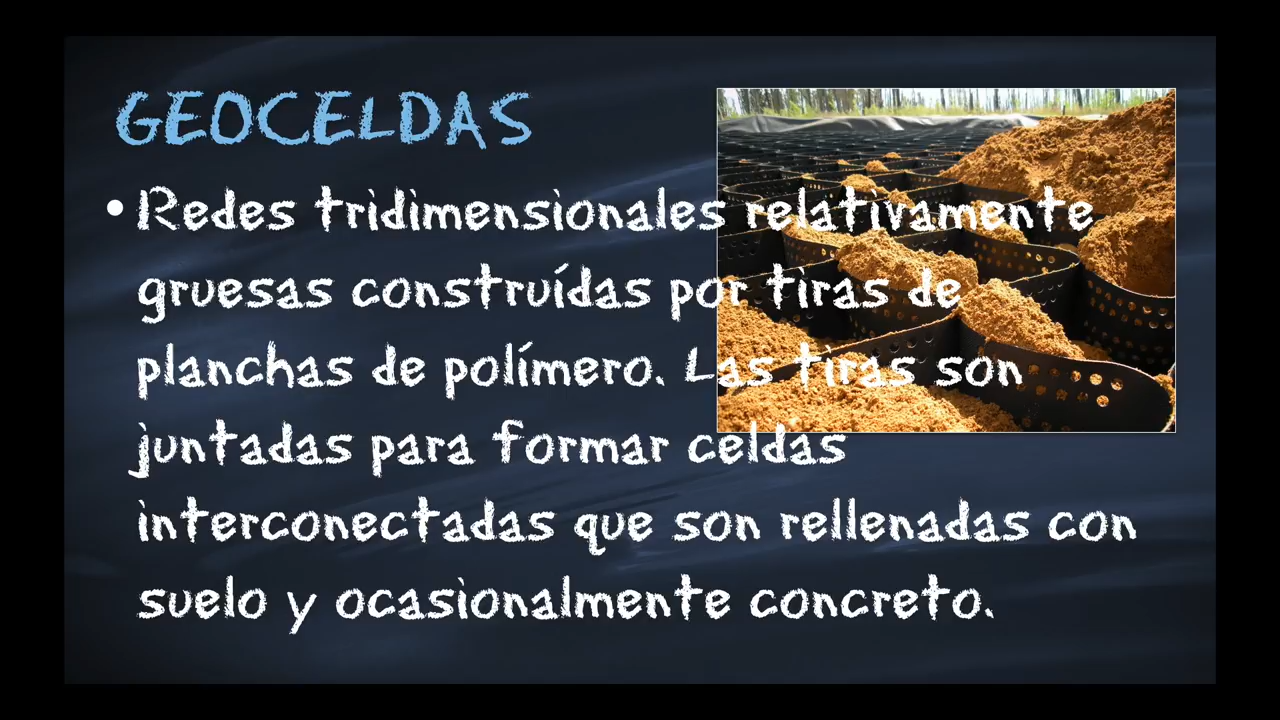 GEOCELDAS
• Redes tridimensionales relativamente
gruesas construídas por tiras de
planchas de polímero. Las tiras son
juntadas para formar celdas
interconectadas que son rellenadas con
suelo y ocasionalmente concreto.